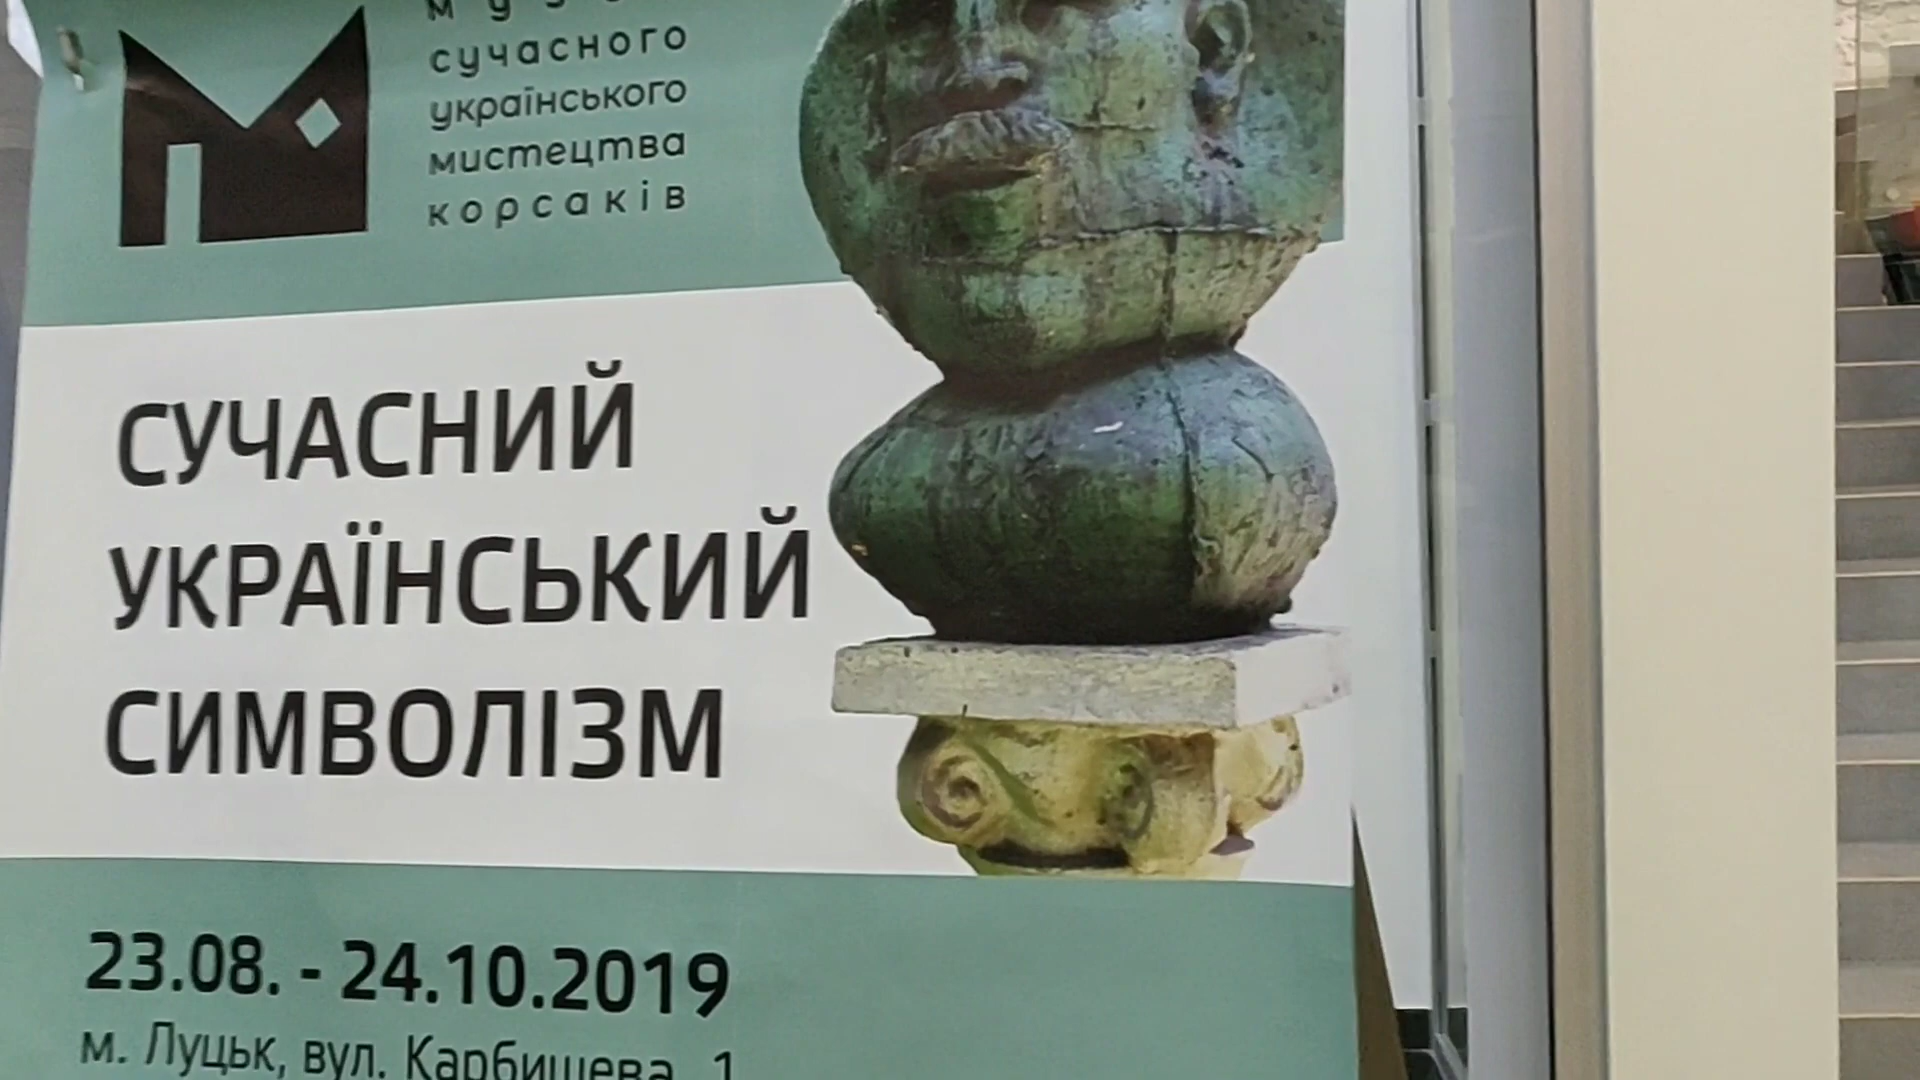 сучасного
українського
мистецтва
корсаків
СУЧАСНИЙ
УКРАЇНСЬКИЙ
СИМВОЛІЗМ
23.08. - 24.10.2019
м. Луцьк, вул. Карбишева, 1